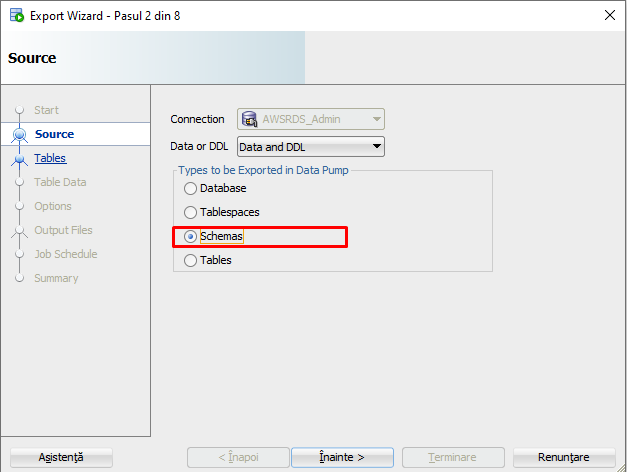 Export Wizard - Pasul 2 din 8
Source
Start
Source
Tables
Table Data
Options
Output Files
Job Schedule
Summary
Connection AWSRDS_Admin
Data or DDL Data and DDL
Types to be Exported in Data Pump
Database
Tablespaces
Schemas
Tables
Asistenţă < Înapoi Înainte > Terminare Renunţare